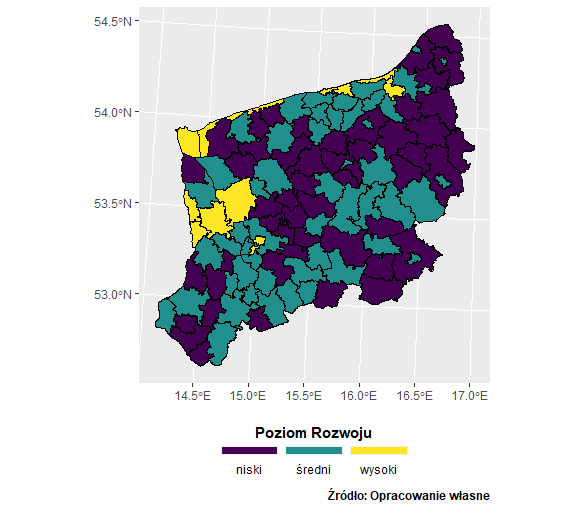 54.5°N
54.0°N
53.5°N
53.0°N
14.5°E 15.0°E 15.5°E 16.0°E 16.5°E 17.0°E
Poziom Rozwoju
niski średni wysoki
Źródło: Opracowanie własne